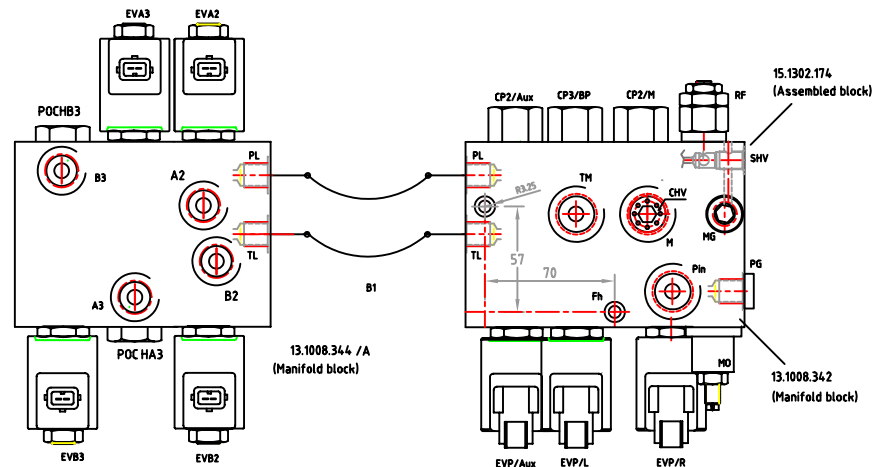 EVA3
EVA2
POCHB3
B3
A2
PL
TL
B2
A3
POCHA3
EVB3
EVB2
13.1008.344 /A
(Manifold block)
B1
CP2/Aux
CP3/BP
CP2/M
RF
15.1302.174
(Assembled block)
SHV
PL
R3.25
TM
CHV
M
MG
TL
57
70
Fh
Pin
PG
MO
13.1008.342
(Manifold block)
EVP/Aux
EVP/L
EVP/R